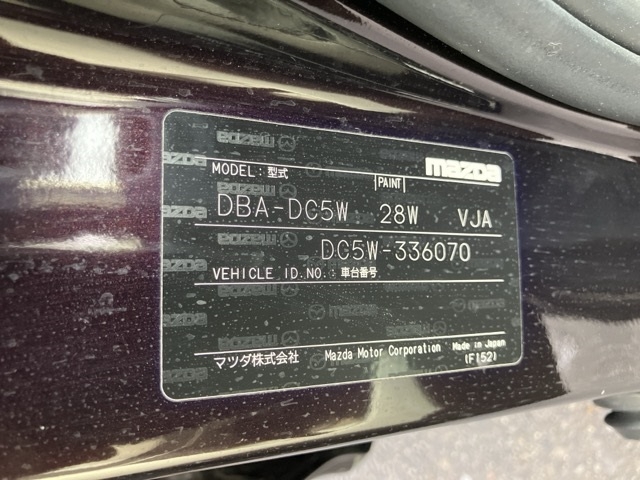 mazda
MODEL: 型式 PAINT
DBA-DC5W 28W VJA
DC5W-336070
VEHICLE ID.NO.: 車台番号
マツダ株式会社 Mazda Motor Corporation Made in Japan
(F152)